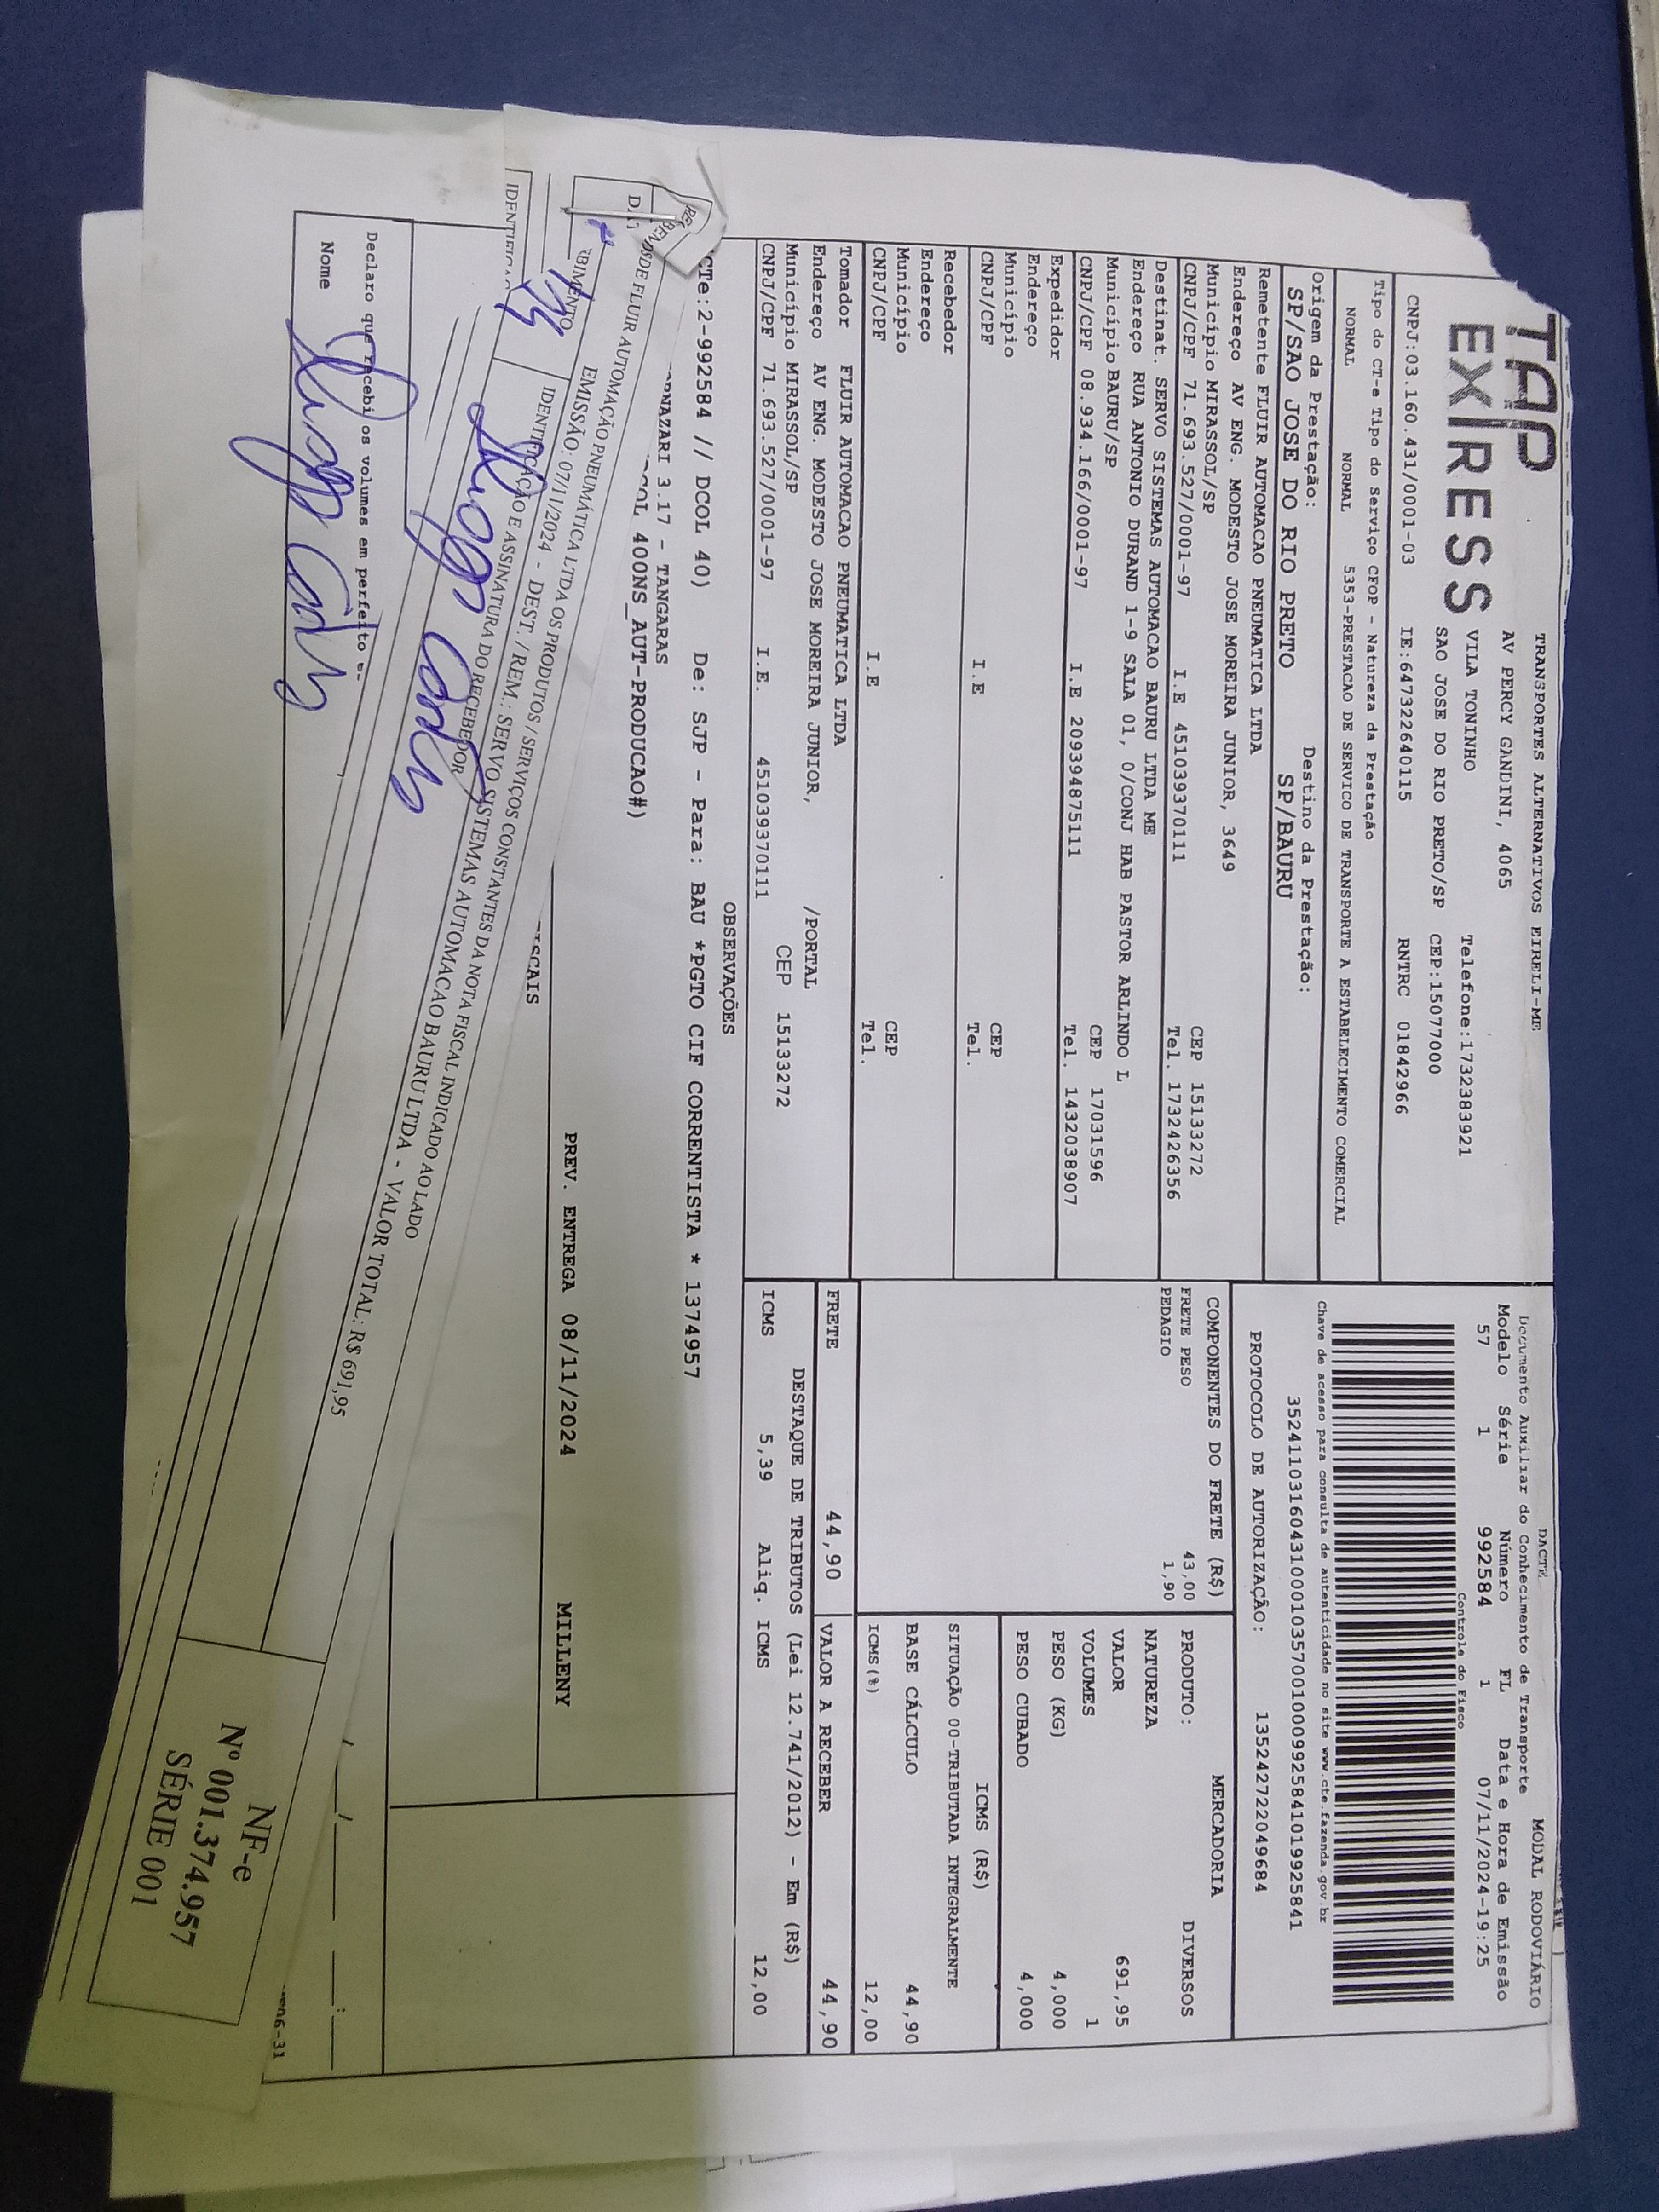 TAP
EXPRESS
TRANSPORTES ALTERNATIVOS EIRELI-ME
AV PERCY GANDINI, 4065
VILA TONINHO Telefone:1732383921
SAO JOSE DO RIO PRETO/SP CEP:15077000
CNPJ:03.160.431/0001-03 IE:647322640115 RNTRC 01842966
Tipo do CT-e Tipo do Serviço CFOP - Natureza da Prestação
NORMAL NORMAL 5353-PRESTACAO DE SERVICO DE TRANSPORTE A ESTABELECIMENTO COMERCIAL
Origem da Prestação: Destino da Prestação:
SP/SAO JOSE DO RIO PRETO SP/BAURU
Remetente FLUIR AUTOMACAO PNEUMATICA LTDA
Endereço AV ENG. MODESTO JOSE MOREIRA JUNIOR, 3649
Município MIRASSOL/SP CEP 15133272
CNPJ/CPF 71.693.527/0001-97 I.E 451039370111 Tel. 1732426356
Destinat. SERVO SISTEMAS AUTOMACAO BAURU LTDA ME
Endereço RUA ANTONIO DURAND 1-9 SALA 01, 0/CONJ HAB PASTOR ARLINDO L
Município BAURU/SP CEP 17031596
CNPJ/CPF 08.934.166/0001-97 I.E 209394875111 Tel. 1432038907
Expedidor
Endereço
Município CEP
CNPJ/CPF I.E Tel.
Recebedor
Endereço
Município CEP
CNPJ/CPF I.E Tel.
Tomador FLUIR AUTOMACAO PNEUMATICA LTDA
Endereço AV ENG. MODESTO JOSE MOREIRA JUNIOR, /PORTAL
Município MIRASSOL/SP CEP 15133272
CNPJ/CPF 71.693.527/0001-97 I.E. 451039370111
DACTE MODAL RODOVIÁRIO
Documento Auxiliar do Conhecimento de Transporte
Modelo Série Número FL Data e Hora de Emissão
57 1 992584 1 07/11/2024-19:25
Controle do Fisco
Chave de acesso para consulta de autenticidade no site www.cte.fazenda.gov br
35241103160431000103570010009925841019925841
PROTOCOLO DE AUTORIZAÇÃO: 135242722049684
COMPONENTES DO FRETE (R$)
FRETE PESO 43,00
PEDAGIO 1,90
MERCADORIA
PRODUTO: DIVERSOS
NATUREZA
VALOR 691,95
VOLUMES 1
PESO (KG) 4,000
PESO CUBADO 4,000
ICMS (R$)
SITUAÇÃO 00-TRIBUTADA INTEGRALMENTE
BASE CÁLCULO 44,90
ICMS(%) 12,00
FRETE 44,90 VALOR A RECEBER 44,90
DESTAQUE DE TRIBUTOS (Lei 12.741/2012) - Em (R$)
ICMS 5,39 Aliq. ICMS 12,00
OBSERVAÇÕES
CTe:2-992584 // DCOL 40) De: SJP - Para: BAU *PGTO CIF CORRENTISTA * 1374957
3.17 - TANGARAS
400NS_AUT-PRODUCAO#)
PREV. ENTREGA 08/11/2024 MILLENY
DE FLUIR AUTOMAÇÃO PNEUMÁTICA LTDA OS PRODUTOS / SERVIÇOS CONSTANTES DA NOTA FISCAL INDICADO AO LADO
EMISSÃO: 07/11/2024 - DEST. / REM.: SERVO SISTEMAS AUTOMACAO BAURU LTDA - VALOR TOTAL: R$ 691,95
IDENTIFICAÇÃO E ASSINATURA DO RECEBEDOR
NF-e
Nº 001.374.957
SÉRIE 001
Declaro que recebi os volumes em perfeito
Nome